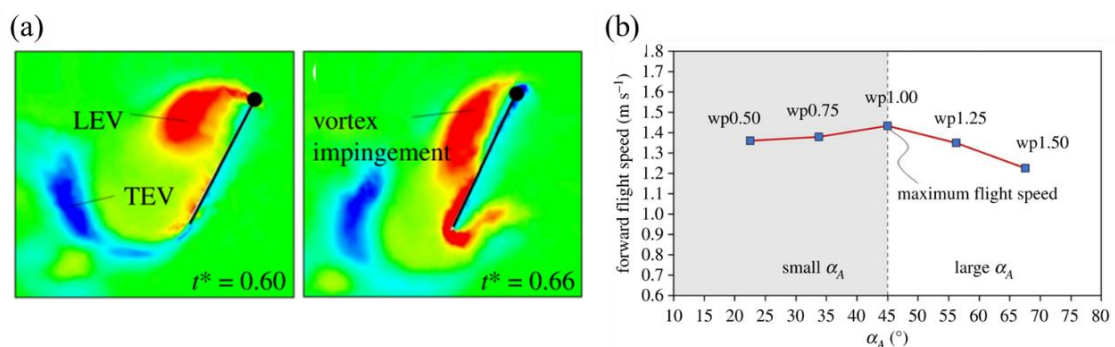 (a)
LEV
TEV
t* = 0.60
vortex
impingement
t* = 0.66
(b)
forward flight speed (m s⁻¹)
1.8
1.7
1.6
1.5
1.4
1.3
1.2
1.1
1.0
0.9
0.8
0.7
0.6
wp0.50
wp0.75
wp1.00
wp1.25
wp1.50
maximum flight speed
small αA
large αA
10 15 20 25 30 35 40 45 50 55 60 65 70 75 80
αA (°)